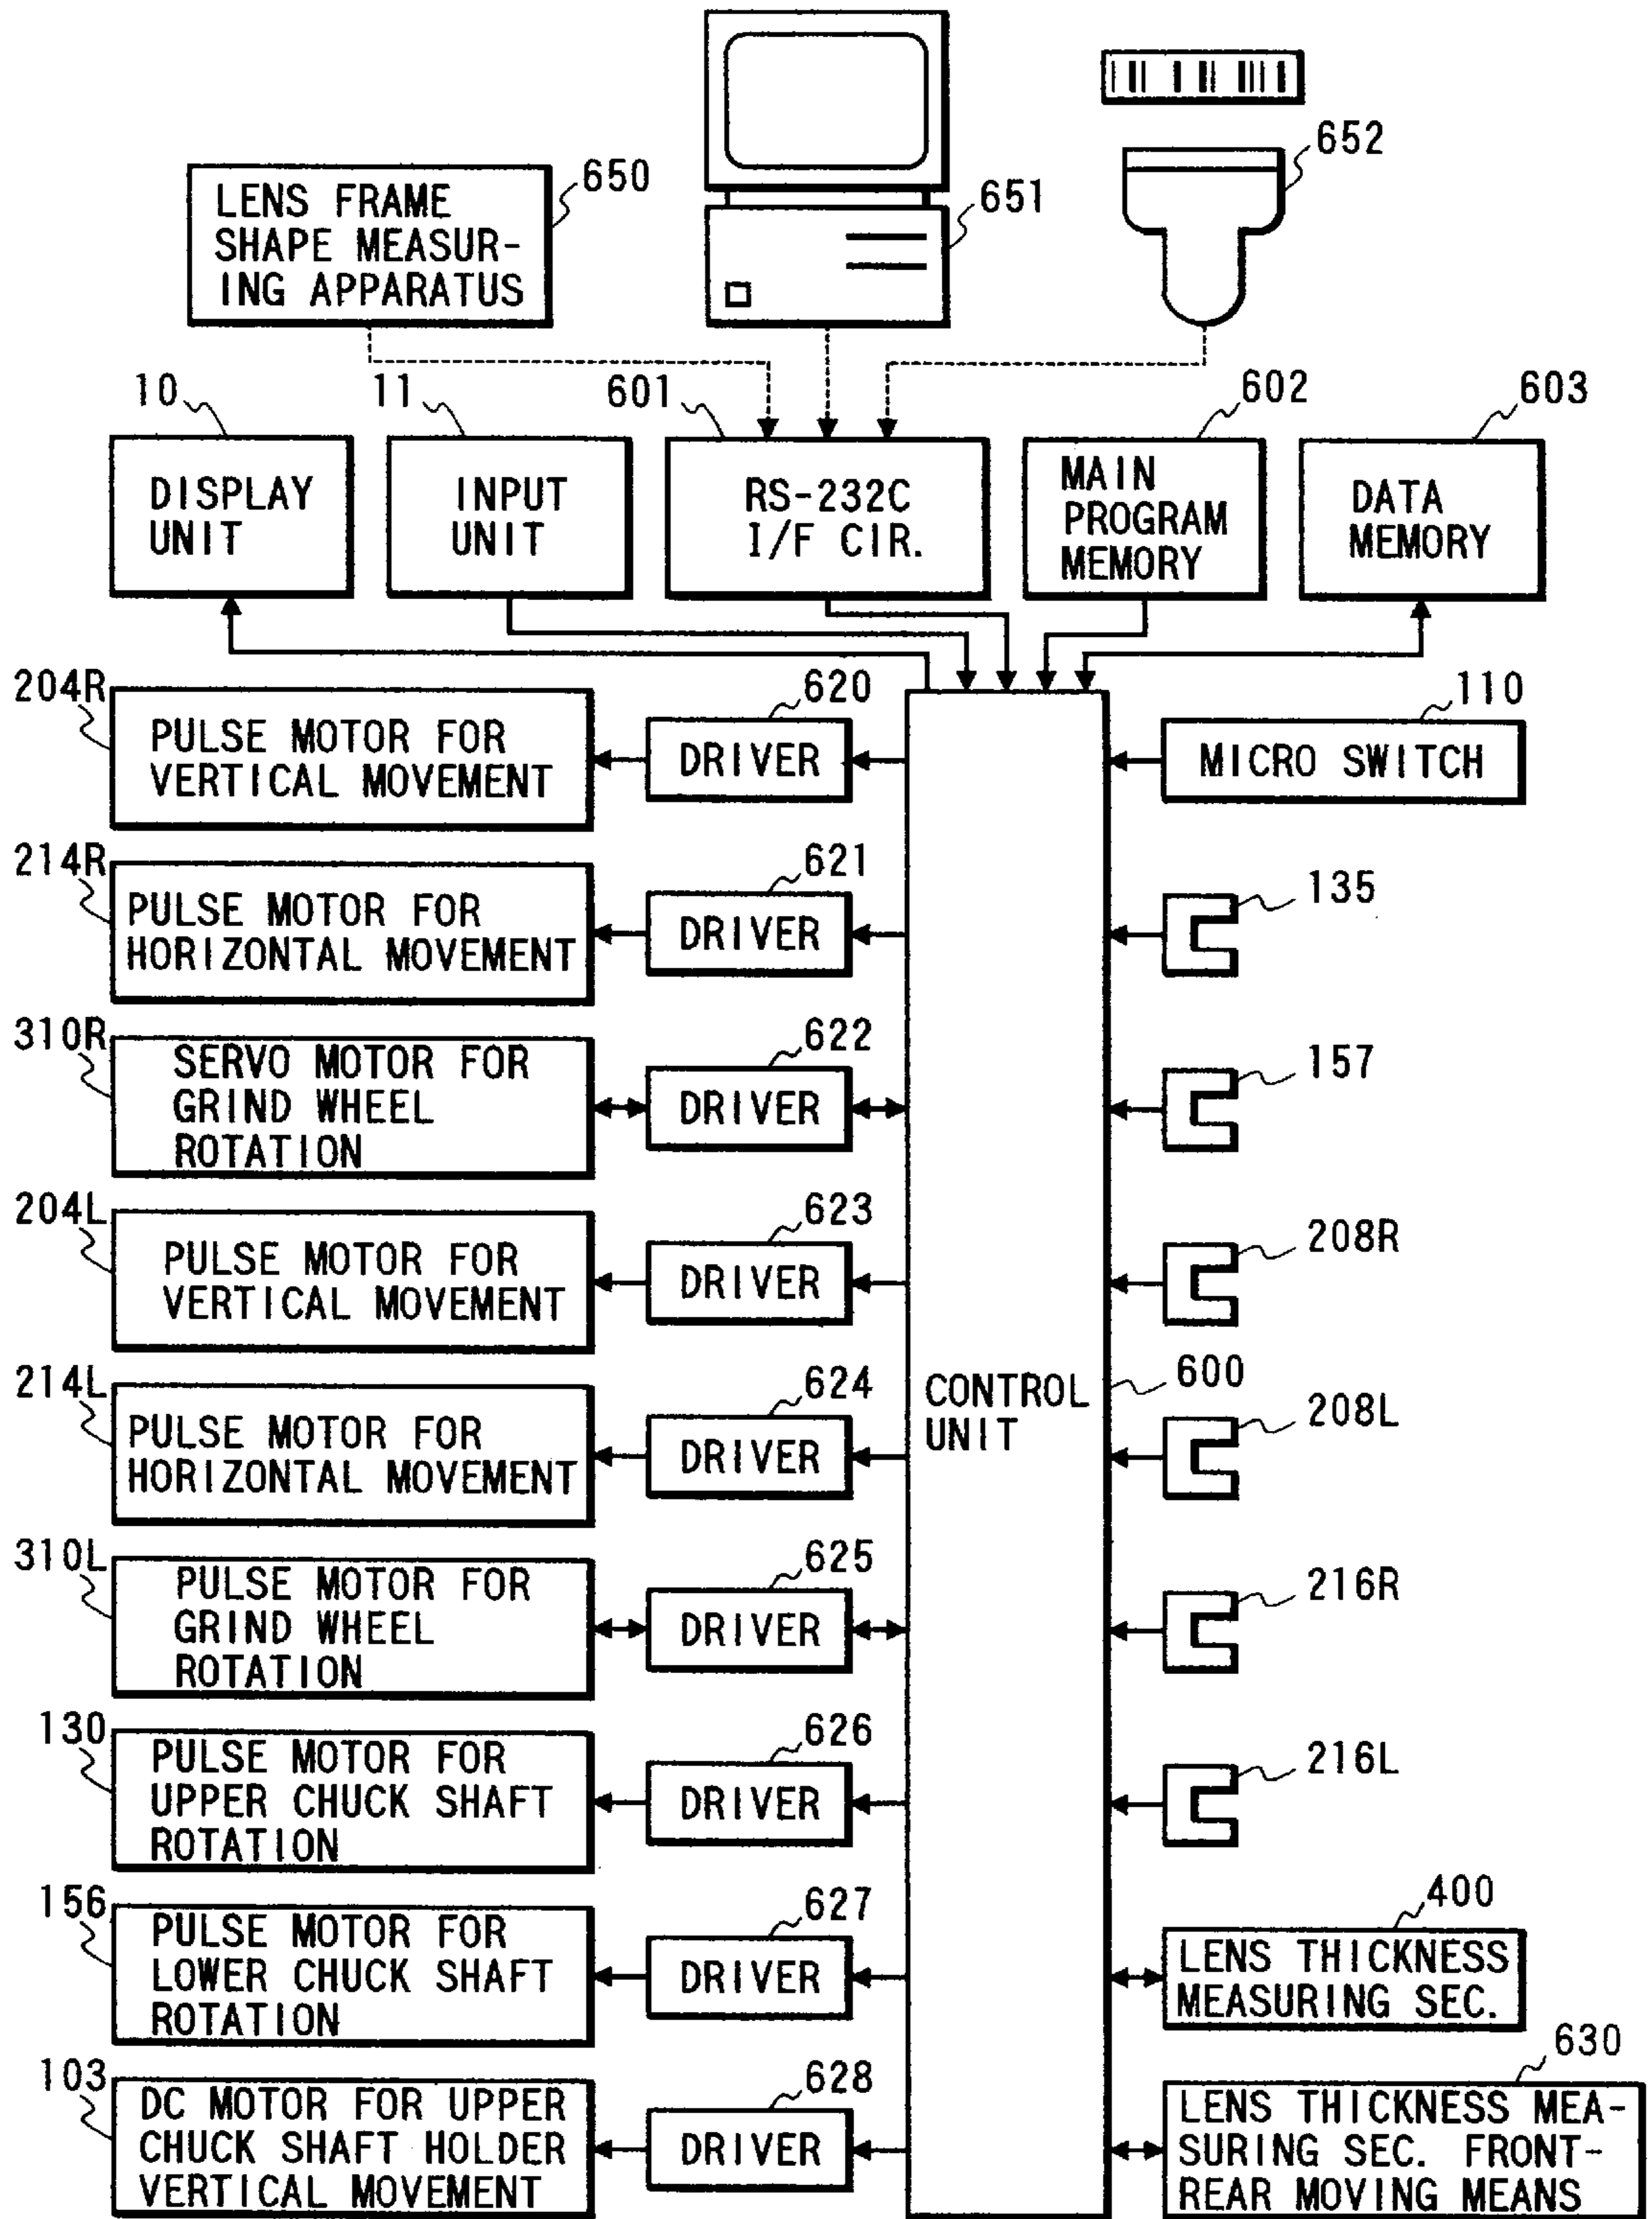 652
650
LENS FRAME
SHAPE MEASUR-
ING APPARATUS
651
10
11
601
602
603
DISPLAY
UNIT
INPUT
UNIT
RS-232C
I/F CIR.
MAIN
PROGRAM
MEMORY
DATA
MEMORY
204R
PULSE MOTOR FOR
VERTICAL MOVEMENT
620
DRIVER
110
MICRO SWITCH
214R
PULSE MOTOR FOR
HORIZONTAL MOVEMENT
621
DRIVER
135
310R
SERVO MOTOR FOR
GRIND WHEEL
ROTATION
622
DRIVER
157
204L
PULSE MOTOR FOR
VERTICAL MOVEMENT
623
DRIVER
208R
214L
PULSE MOTOR FOR
HORIZONTAL MOVEMENT
624
DRIVER
CONTROL
UNIT
600
208L
310L
PULSE MOTOR FOR
GRIND WHEEL
ROTATION
625
DRIVER
216R
130
PULSE MOTOR FOR
UPPER CHUCK SHAFT
ROTATION
626
DRIVER
216L
156
PULSE MOTOR FOR
LOWER CHUCK SHAFT
ROTATION
627
DRIVER
400
LENS THICKNESS
MEASURING SEC.
103
DC MOTOR FOR UPPER
CHUCK SHAFT HOLDER
VERTICAL MOVEMENT
628
DRIVER
630
LENS THICKNESS MEA-
SURING SEC. FRONT-
REAR MOVING MEANS